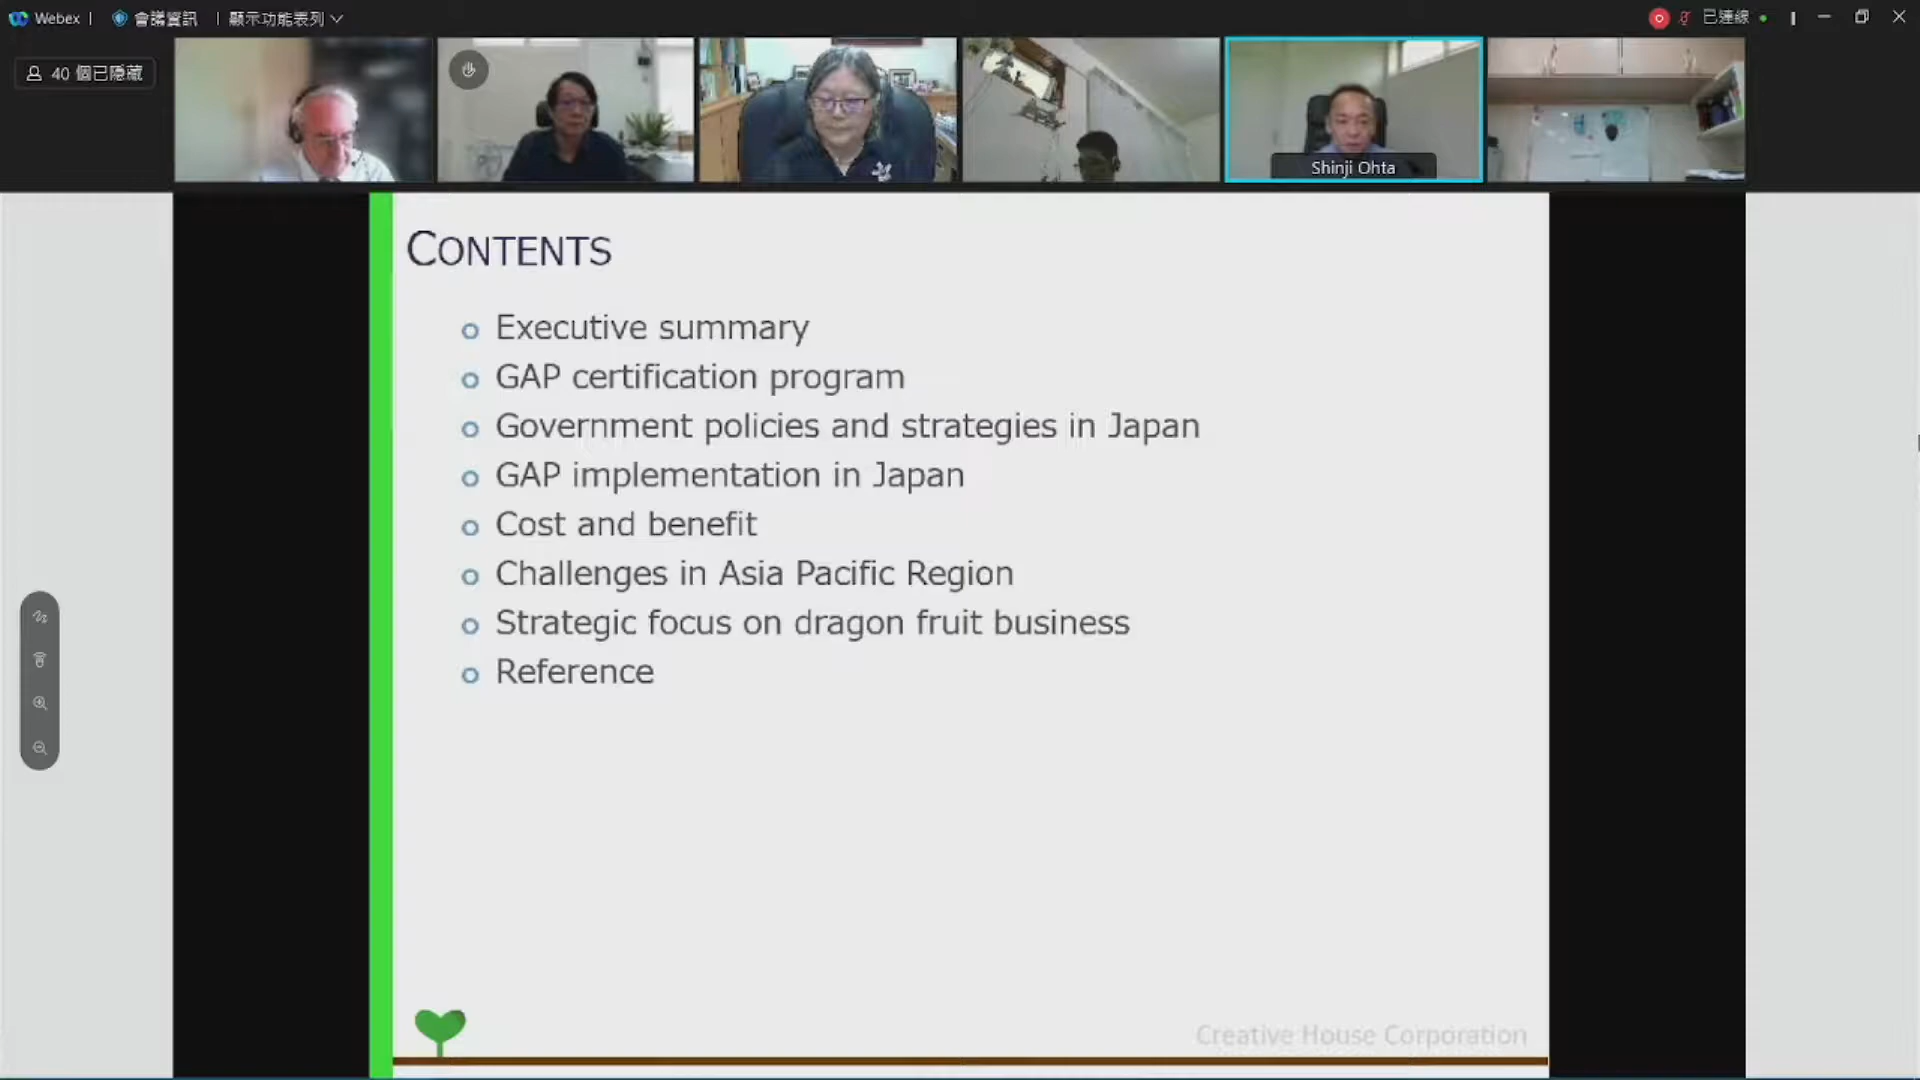 Webex
會議資訊
顯示功能表列
已連線
40 個已隱藏
Shinji Ohta
CONTENTS
Executive summary
GAP certification program
Government policies and strategies in Japan
GAP implementation in Japan
Cost and benefit
Challenges in Asia Pacific Region
Strategic focus on dragon fruit business
Reference
Creative House Corporation